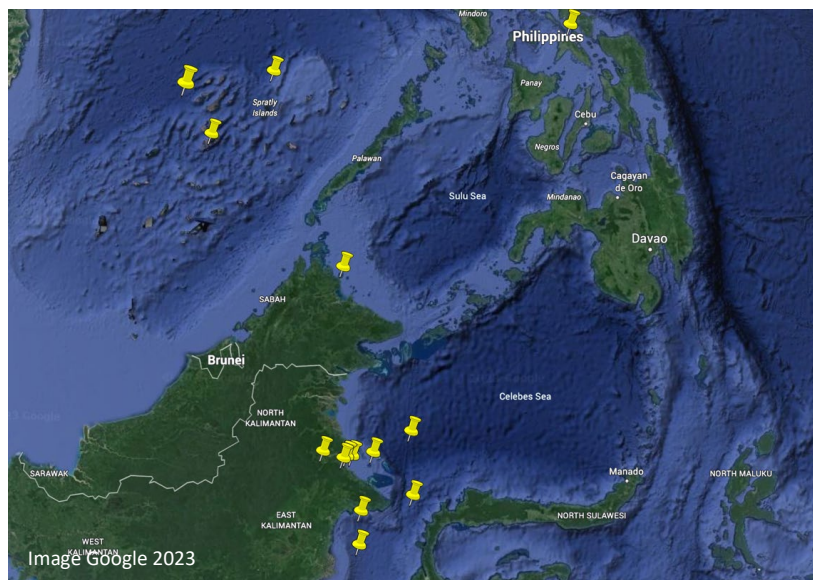 Mindoro
Philippines
Panay
Cebu
Negros
Spratly
Islands
Palawan
Sulu Sea
Mindanao
Cagayan
de Oro
Davao
SABAH
Brunei
Celebes Sea
NORTH
KALIMANTAN
SARAWAK
Manado
NORTH MALUKU
EAST
KALIMANTAN
NORTH SULAWESI
WEST
KALIMANTAN
Image Google 2023